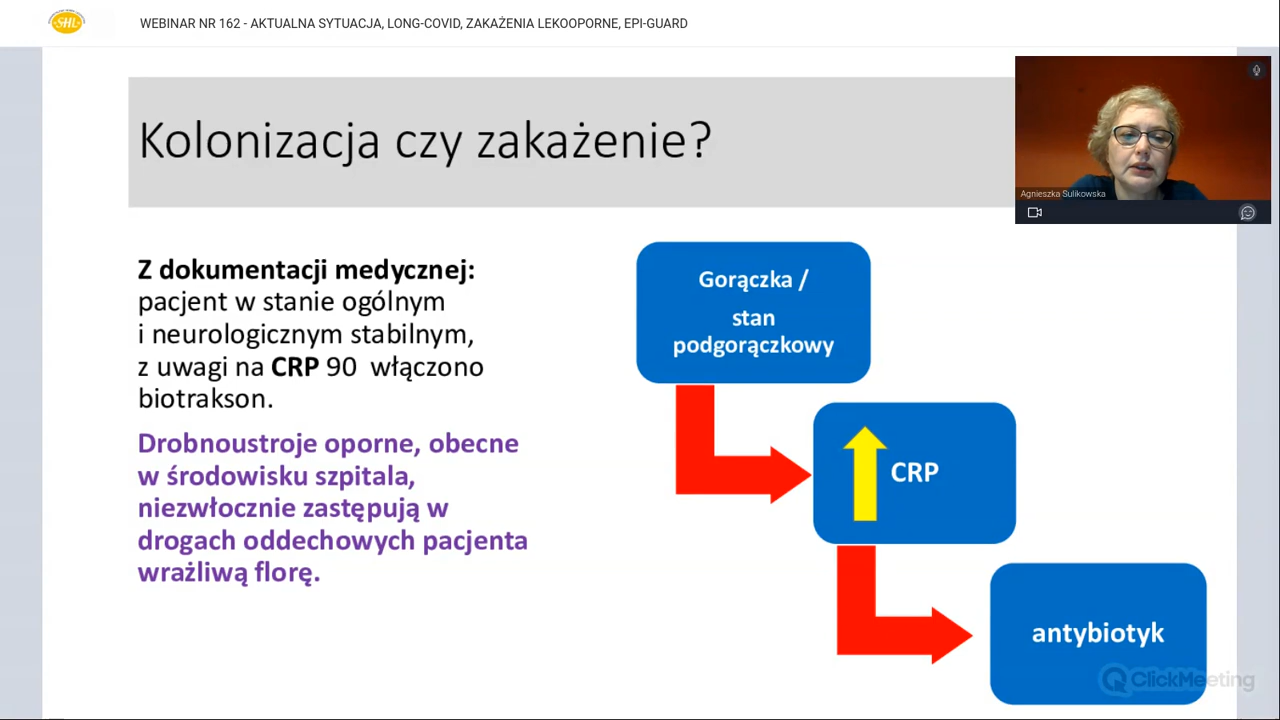 SHL
WEBINAR NR 162 - AKTUALNA SYTUACJA, LONG-COVID, ZAKAŻENIA LEKOOPORNE, EPI-GUARD
Kolonizacja czy zakażenie?
Agnieszka Sulikowska
Z dokumentacji medycznej:
pacjent w stanie ogólnym
i neurologicznym stabilnym,
z uwagi na CRP 90 włączono
biotrakson.
Drobnoustroje oporne, obecne
w środowisku szpitala,
niezwłocznie zastępują w
drogach oddechowych pacjenta
wrażliwą florę.
Gorączka /
stan
podgorączkowy
CRP
antybiotyk
ClickMeeting